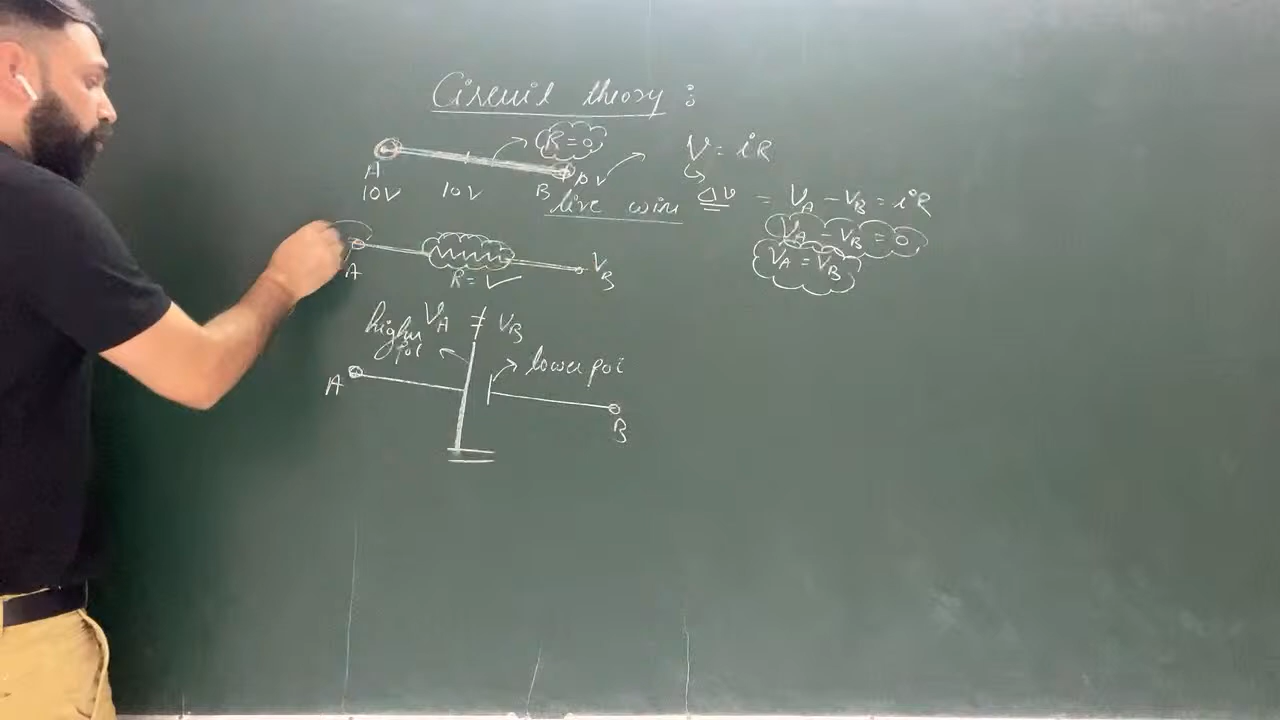 Circuit theory :
R=0
A
B
10V
10V
10V
live wire
V = iR
ΔV = VA - VB = iR
VA - VB = 0
VA = VB
A
R = ✓
VB
VA ≠ VB
higher pot
lower pot
A
B